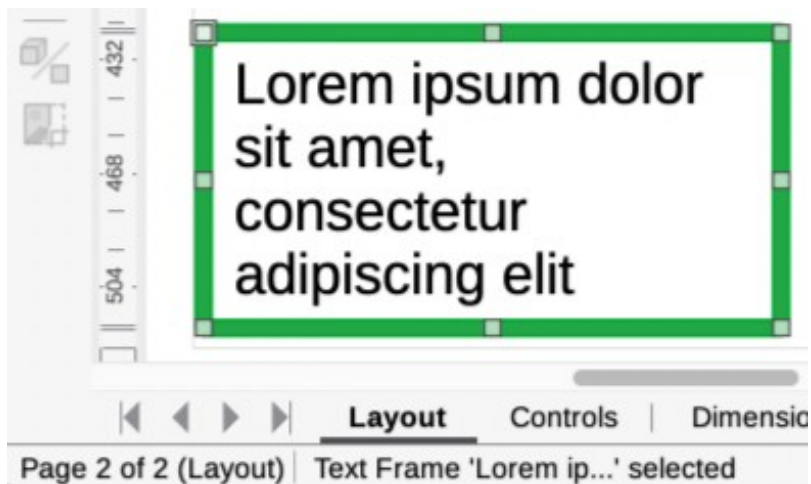 432
468
504
Lorem ipsum dolor
sit amet,
consectetur
adipiscing elit
Layout Controls Dimensio
Page 2 of 2 (Layout) Text Frame 'Lorem ip...' selected